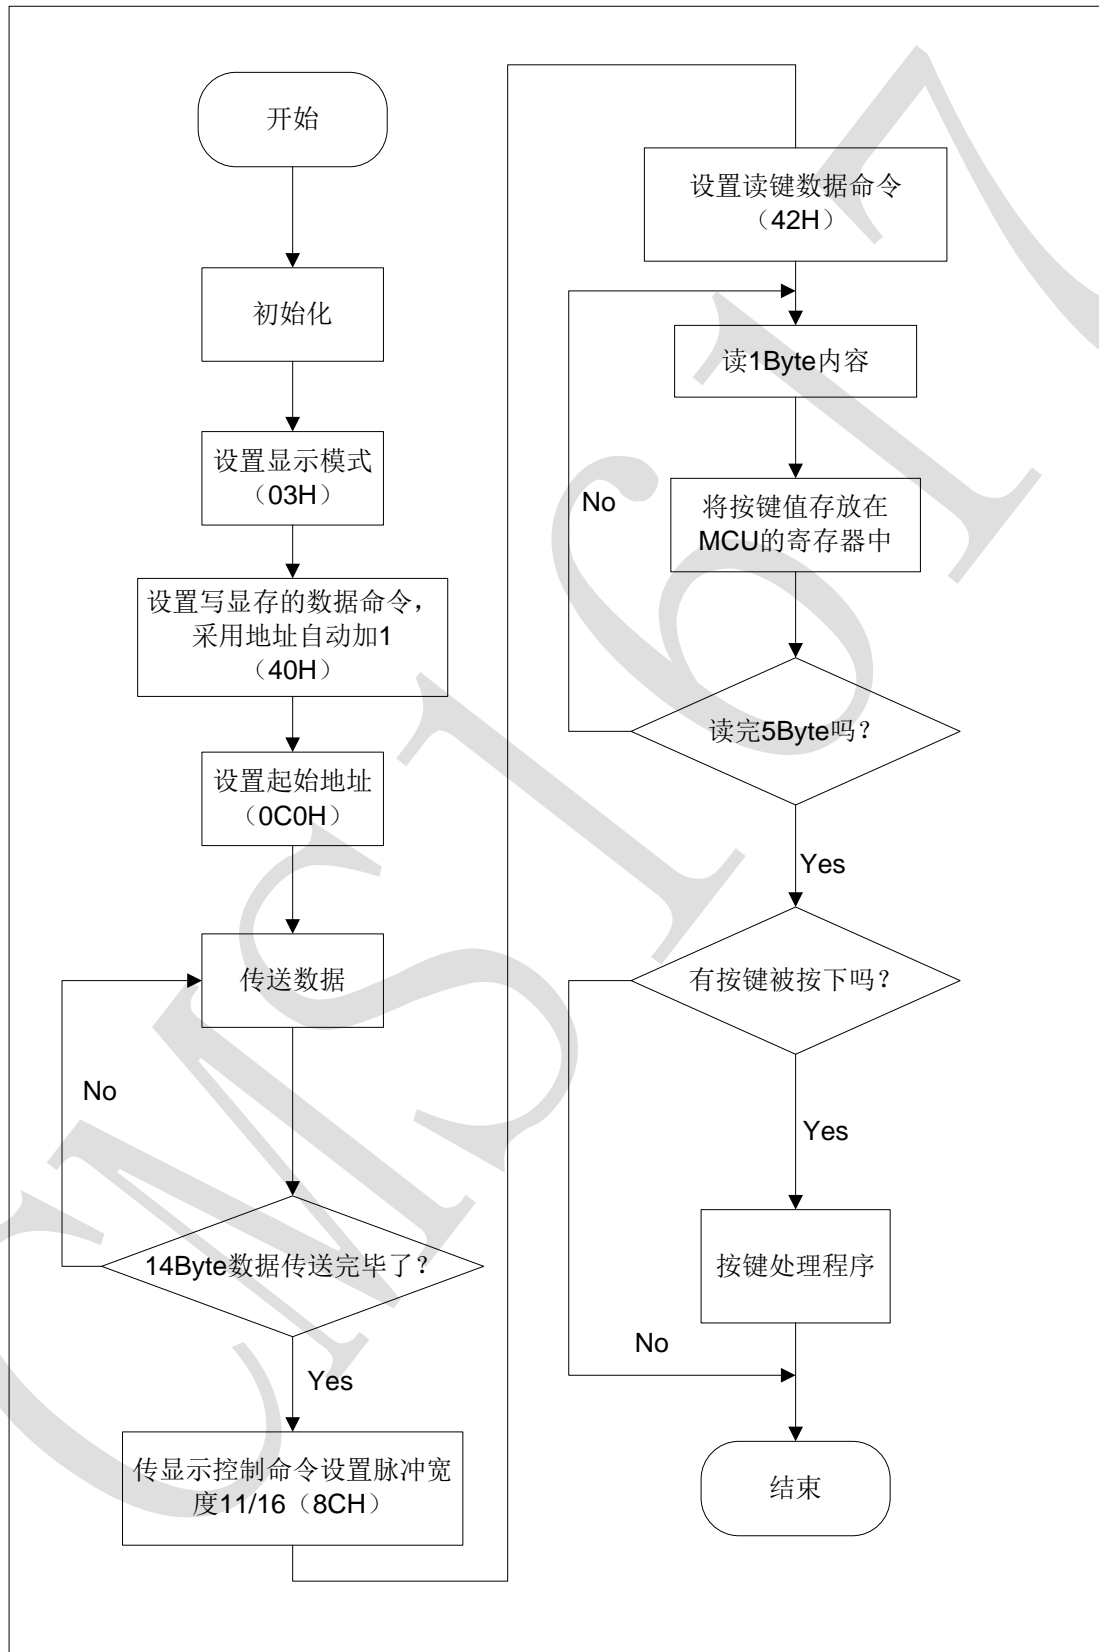 开始
初始化
设置显示模式
（03H）
设置写显存的数据命令，
采用地址自动加1
（40H）
设置起始地址
（0C0H）
传送数据
No
14Byte数据传送完毕了？
Yes
传显示控制命令设置脉冲宽
度11/16（8CH）
设置读键数据命令
（42H）
读1Byte内容
No
将按键值存放在
MCU的寄存器中
读完5Byte吗？
Yes
有按键被按下吗？
Yes
按键处理程序
No
结束
CMS1617